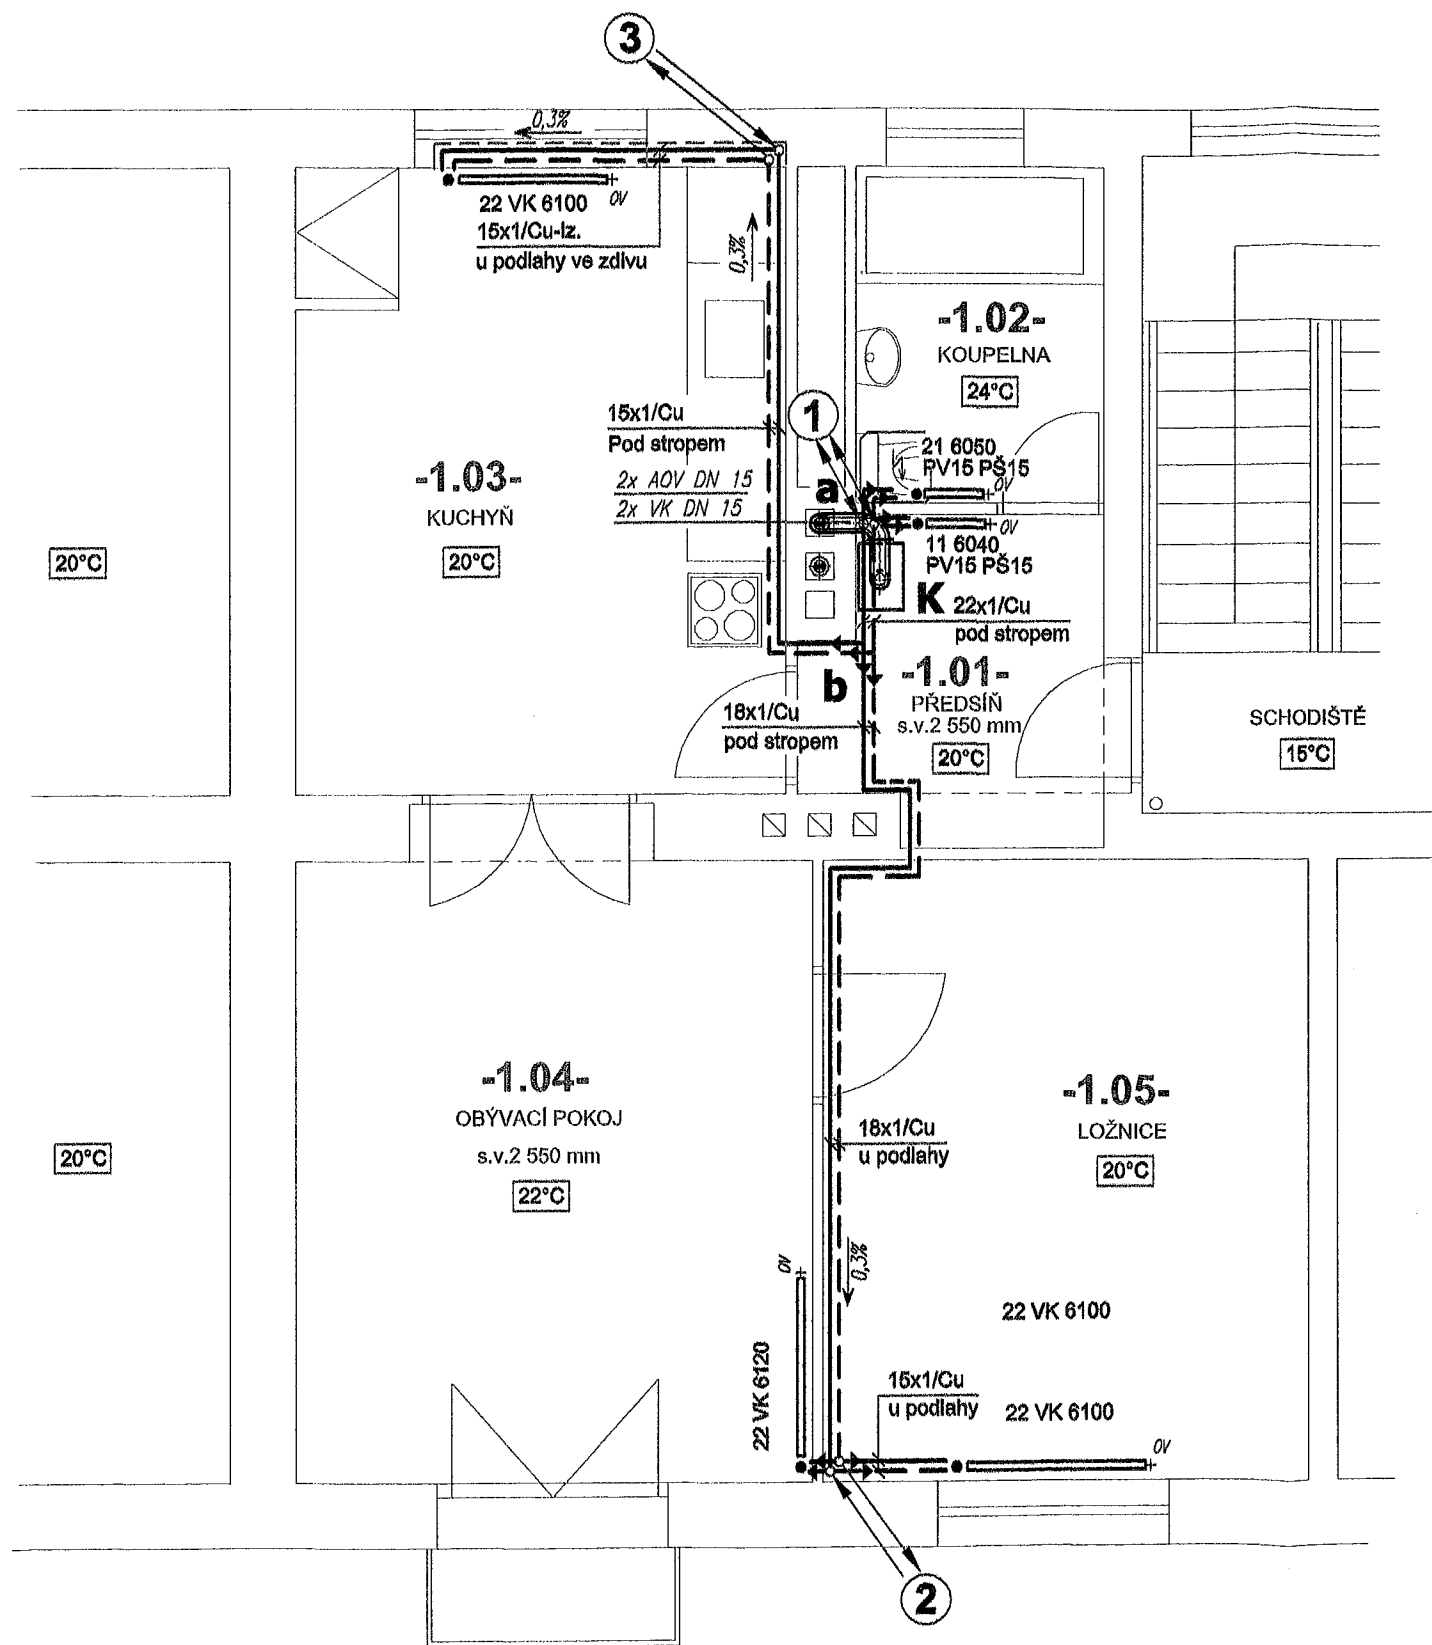 3
0,3%
22 VK 6100
OV
15x1/Cu-Iz.
u podlahy ve zdivu
0,3%
-1.02-
KOUPELNA
24°C
15x1/Cu
Pod stropem
1
2x AOV DN 15
2x VK DN 15
-1.03-
KUCHYŇ
20°C
20°C
21 6050
PV15 PŠ15
OV
a
OV
11 6040
PV15 PŠ15
K
22x1/Cu
pod stropem
b
-1.01-
PŘEDSÍŇ
s.v.2 550 mm
20°C
18x1/Cu
pod stropem
SCHODIŠTĚ
15°C
-1.04-
OBÝVACÍ POKOJ
s.v.2 550 mm
22°C
20°C
-1.05-
LOŽNICE
20°C
18x1/Cu
u podlahy
0,3%
OV
22 VK 6120
22 VK 6100
15x1/Cu
u podlahy
22 VK 6100
OV
2